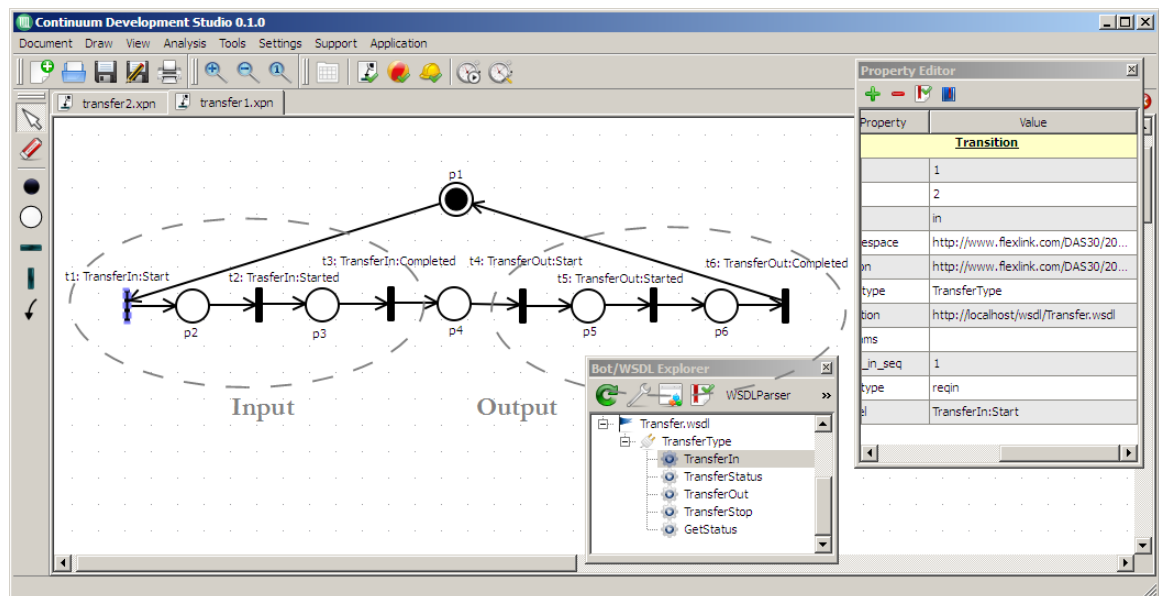 Continuum Development Studio 0.1.0
Document Draw View Analysis Tools Settings Support Application
transfer2.xpn transfer1.xpn
p1
t3: TransferIn:Completed t4: TransferOut:Start
t6: TransferOut:Completed
t1: TransferIn:Start t2: TrasferIn:Started t5: TransferOut:Started
p2 p3 p4 p5 p6
Input Output
Property Editor
Property Value
Transition
1
2
in
espace http://www.flexlink.com/DAS30/20...
on http://www.flexlink.com/DAS30/20...
type TransferType
tion http://localhost/wsdl/Transfer.wsdl
ms
_in_seq 1
type reqin
el TransferIn:Start
Bot/WSDL Explorer
WSDLParser »
Transfer.wsdl
TransferType
TransferIn
TransferStatus
TransferOut
TransferStop
GetStatus